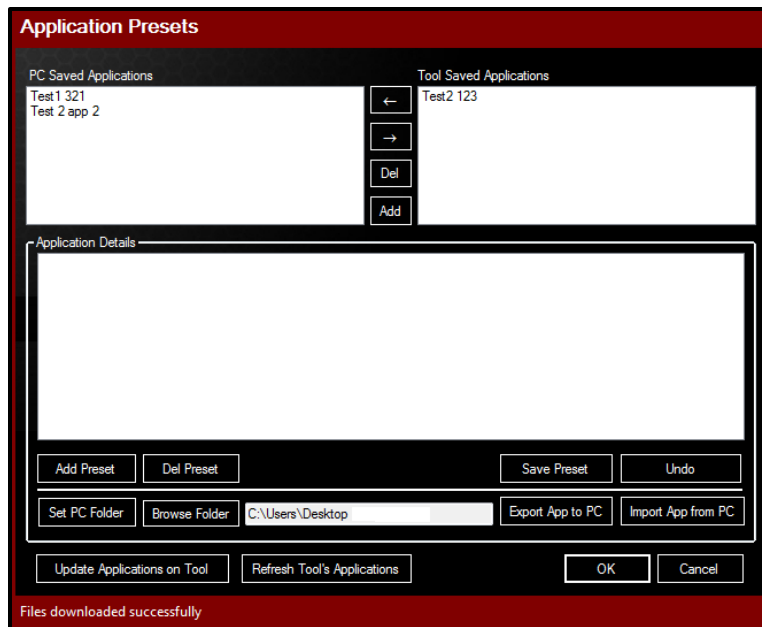 Application Presets
PC Saved Applications
Tool Saved Applications
Test1 321
Test 2 app 2
Test2 123
←
→
Del
Add
Application Details
Add Preset
Del Preset
Save Preset
Undo
Set PC Folder
Browse Folder
C:\Users\Desktop
Export App to PC
Import App from PC
Update Applications on Tool
Refresh Tool's Applications
OK
Cancel
Files downloaded successfully